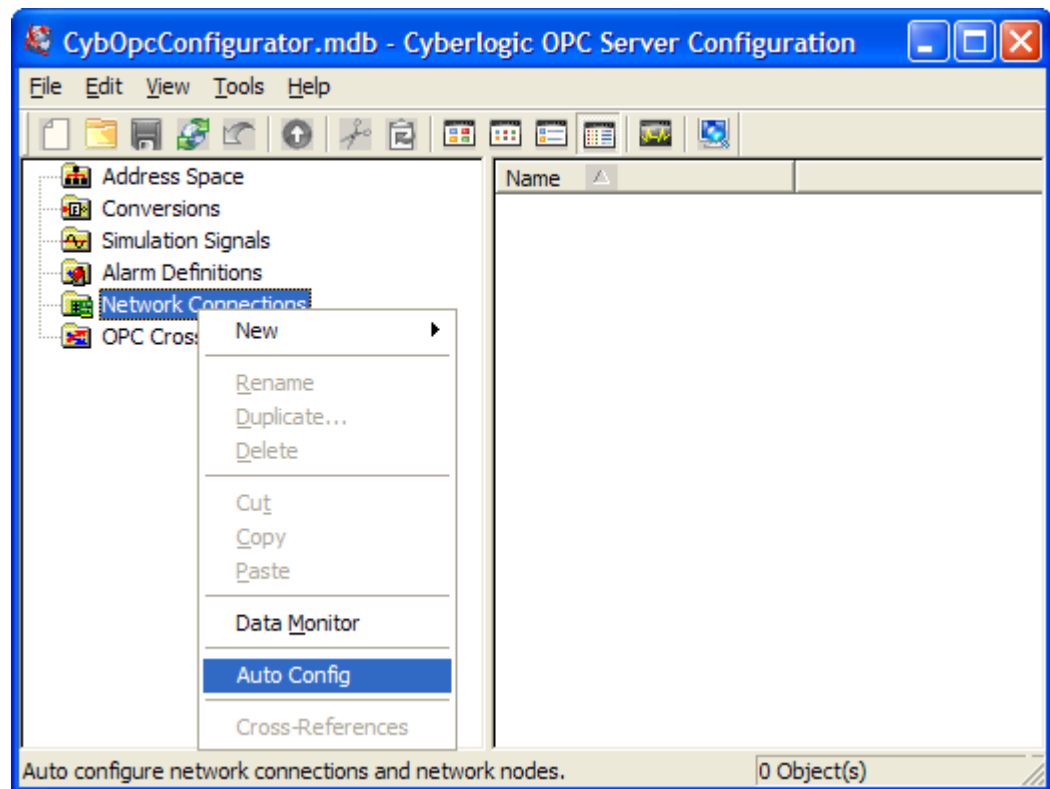 CybOpcConfigurator.mdb - Cyberlogic OPC Server Configuration
File Edit View Tools Help
Address Space
Conversions
Simulation Signals
Alarm Definitions
Network Connections
OPC Cros
Name
New
Rename
Duplicate...
Delete
Cut
Copy
Paste
Data Monitor
Auto Config
Cross-References
Auto configure network connections and network nodes.
0 Object(s)